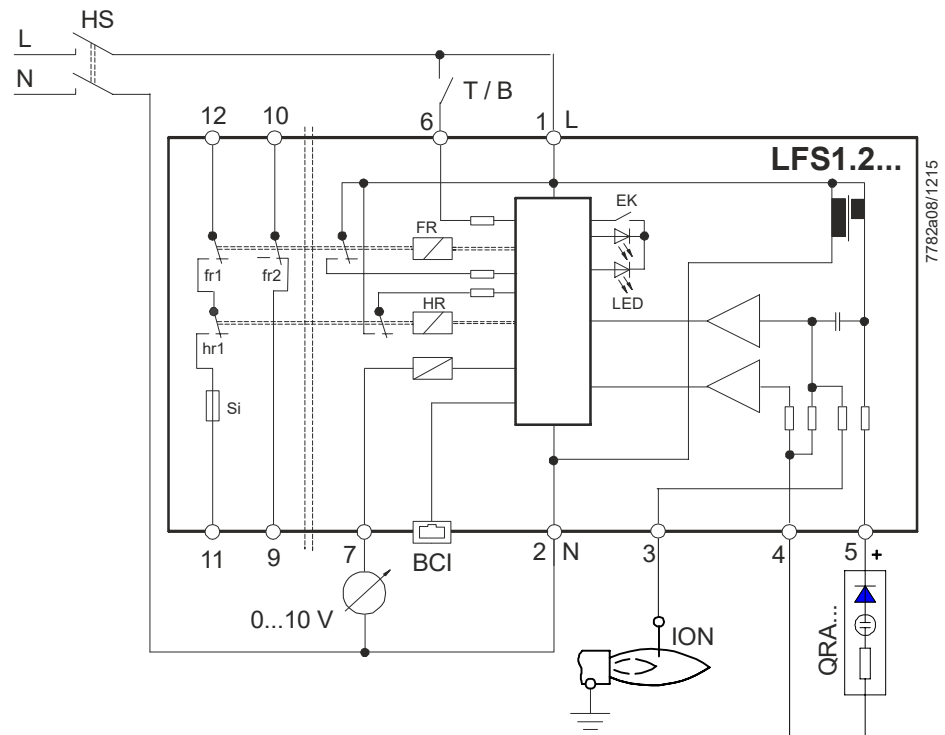 HS
L
N
T / B
12
10
6
1
L
LFS1.2...
7782a08/1215
EK
FR
fr1
fr2
LED
HR
hr1
Si
11
9
7
BCI
2
N
3
4
5
+
0...10 V
ION
QRA...